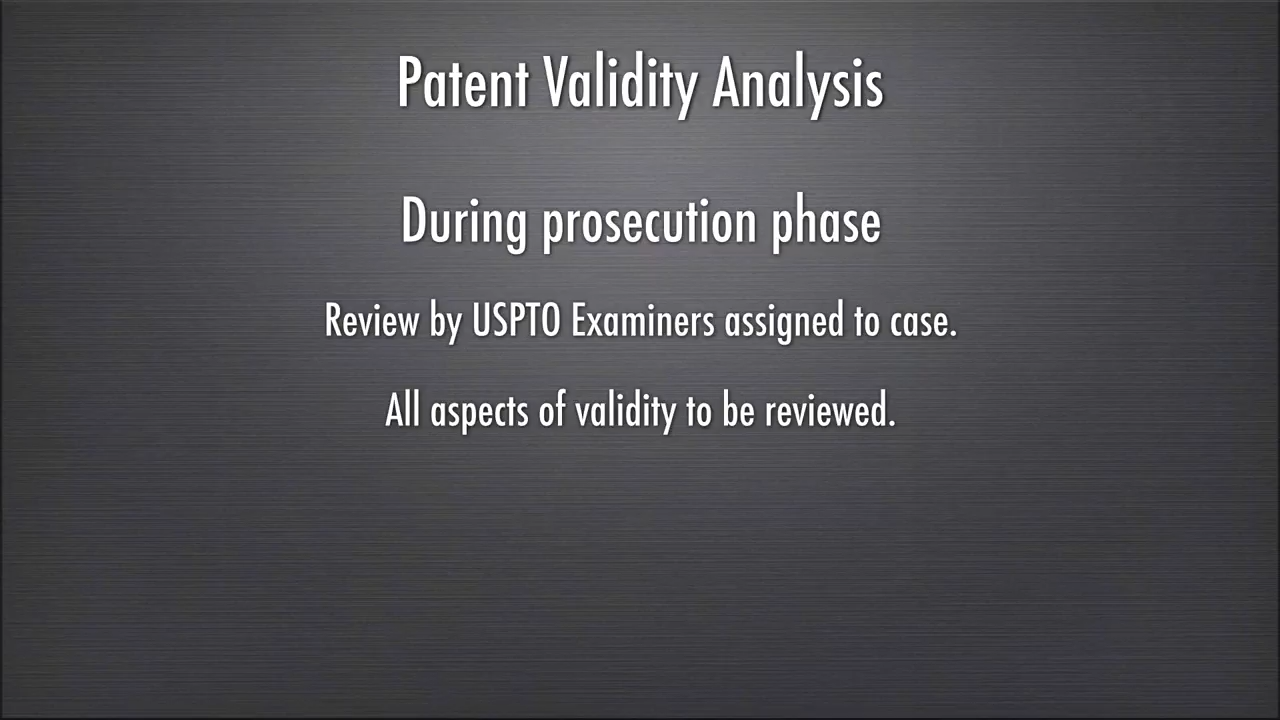 Patent Validity Analysis
During prosecution phase
Review by USPTO Examiners assigned to case.
All aspects of validity to be reviewed.